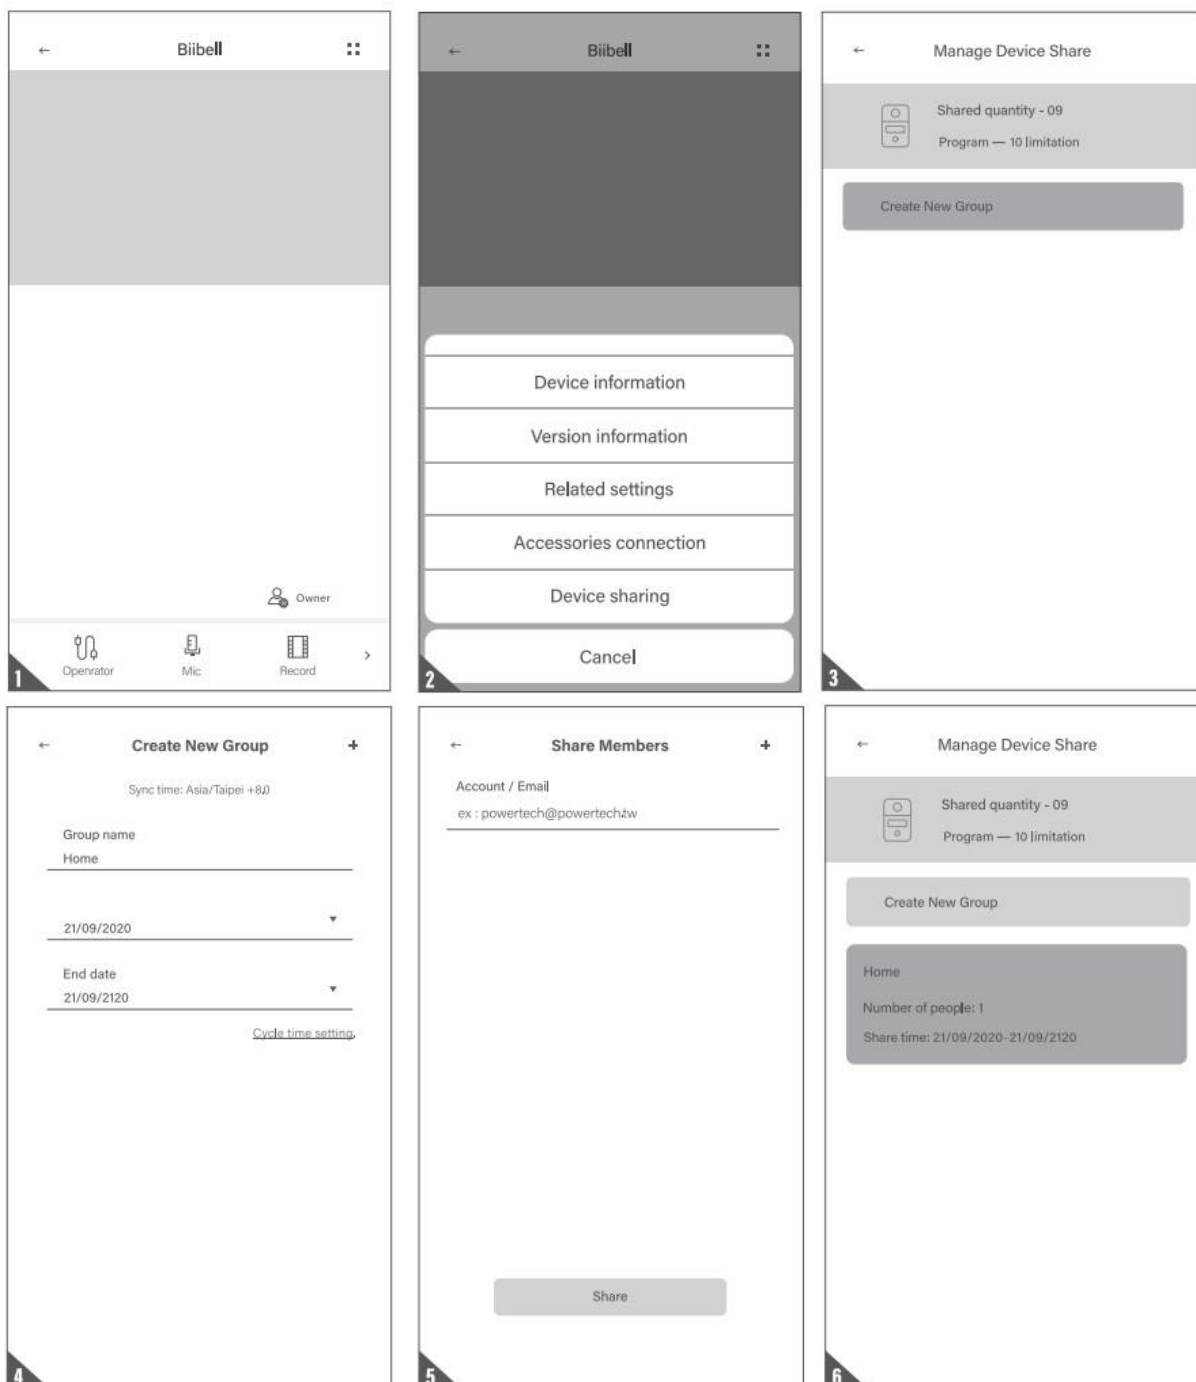 Biibell
Owner
Openrator
Mic
Record
1
Biibell
Device information
Version information
Related settings
Accessories connection
Device sharing
Cancel
2
Manage Device Share
Shared quantity - 09
Program — 10 limitation
Create New Group
3
Create New Group
Sync time: Asia/Taipei +8.0
Group name
Home
21/09/2020
End date
21/09/2120
Cycle time setting.
4
Share Members
Account / Email
ex : powertech@powertech.tw
Share
5
Manage Device Share
Shared quantity - 09
Program — 10 limitation
Create New Group
Home
Number of people: 1
Share time: 21/09/2020-21/09/2120
6